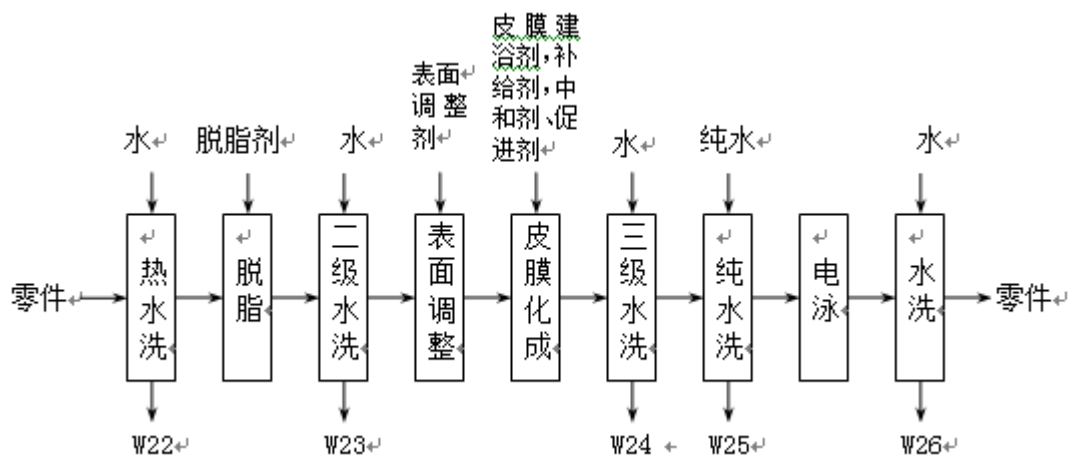 皮膜建
浴剂，补
给剂，中
和剂、促
进剂
表面
调整
剂
水
脱脂剂
水
水
纯水
水
零件
热水洗
脱脂
二级水洗
表面调整
皮膜化成
三级水洗
纯水洗
电泳
水洗
零件
W22
W23
W24
W25
W26